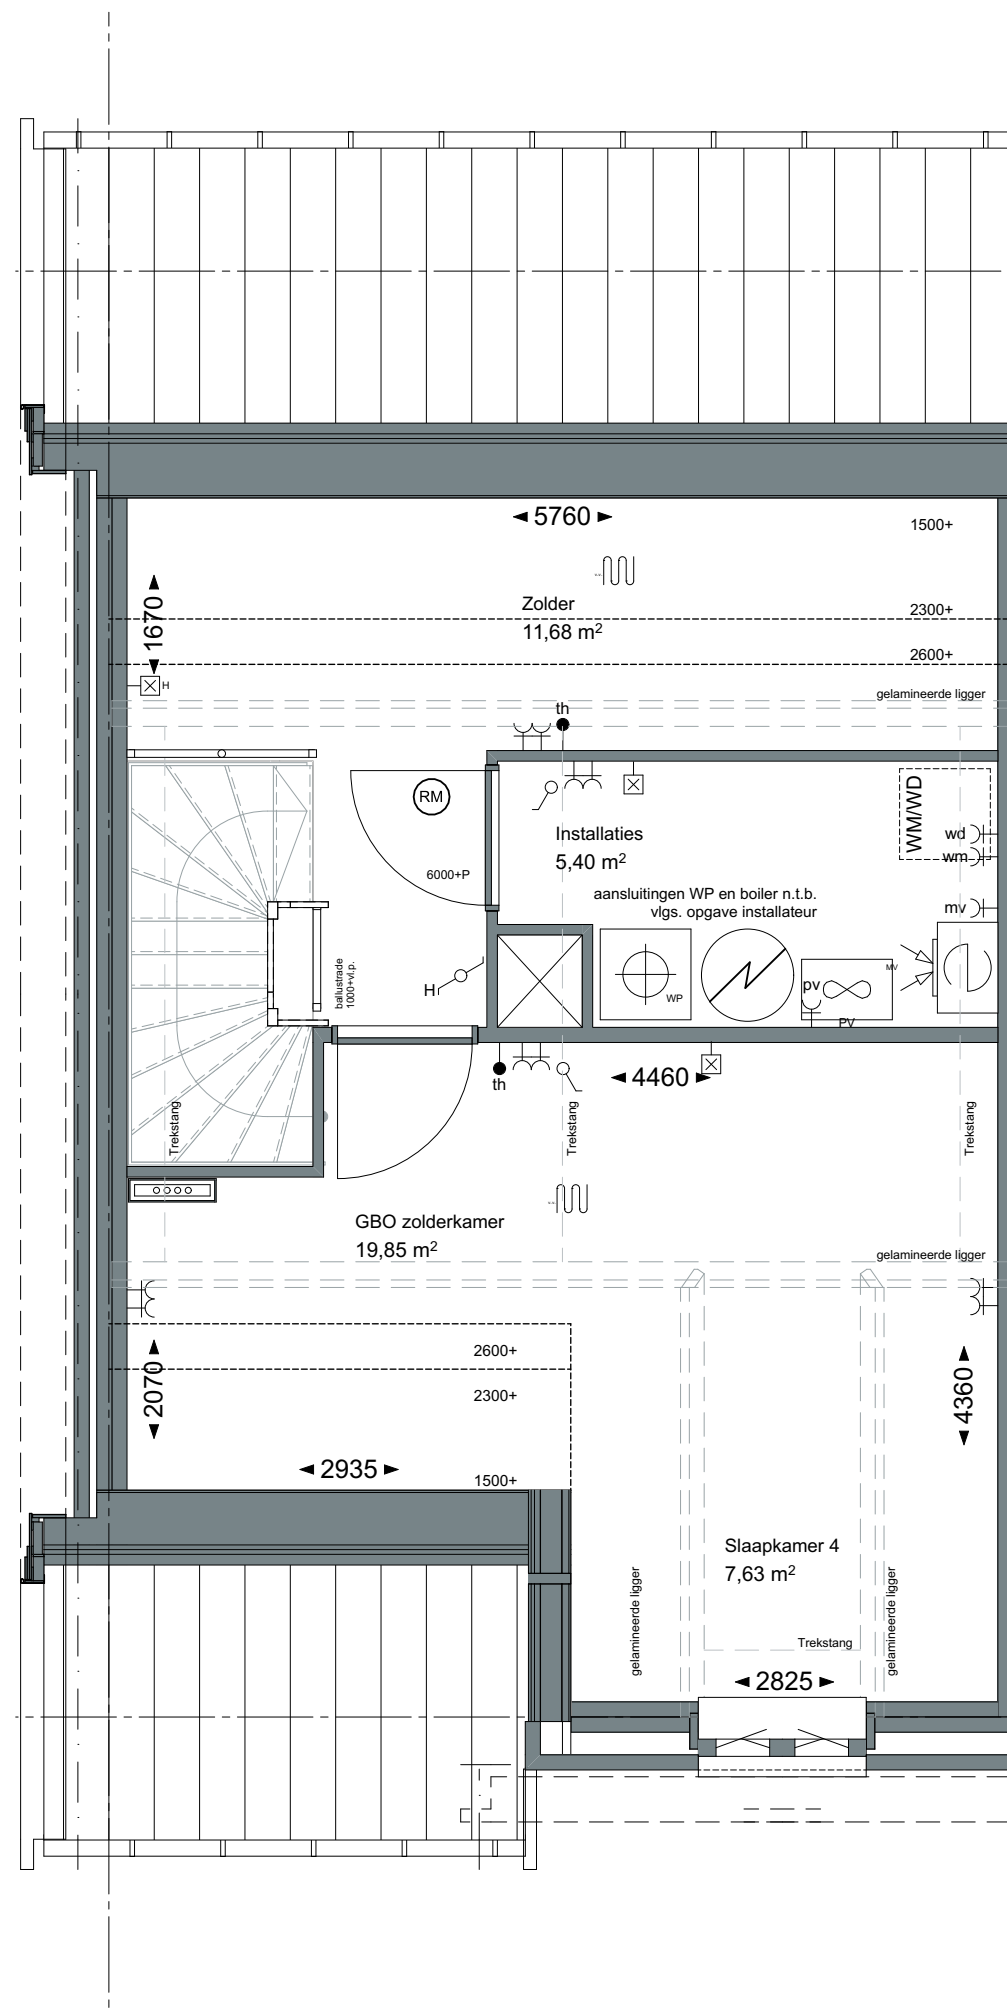 5760
1500+
Zolder
11,68 m²
1670
2300+
2600+
H
gelamineerde ligger
th
RM
WM/WD
Installaties
5,40 m²
wd
wm
6000+P
aansluitingen WP en boiler n.t.b.
vlgs. opgave installateur
mv
ballustrade
1000+vl.p.
H
WP
pv
MV
PV
th
4460
Trekstang
Trekstang
Trekstang
GBO zolderkamer
19,85 m²
gelamineerde ligger
2600+
2070
2300+
4360
2935
1500+
Slaapkamer 4
7,63 m²
gelamineerde ligger
gelamineerde ligger
Trekstang
2825